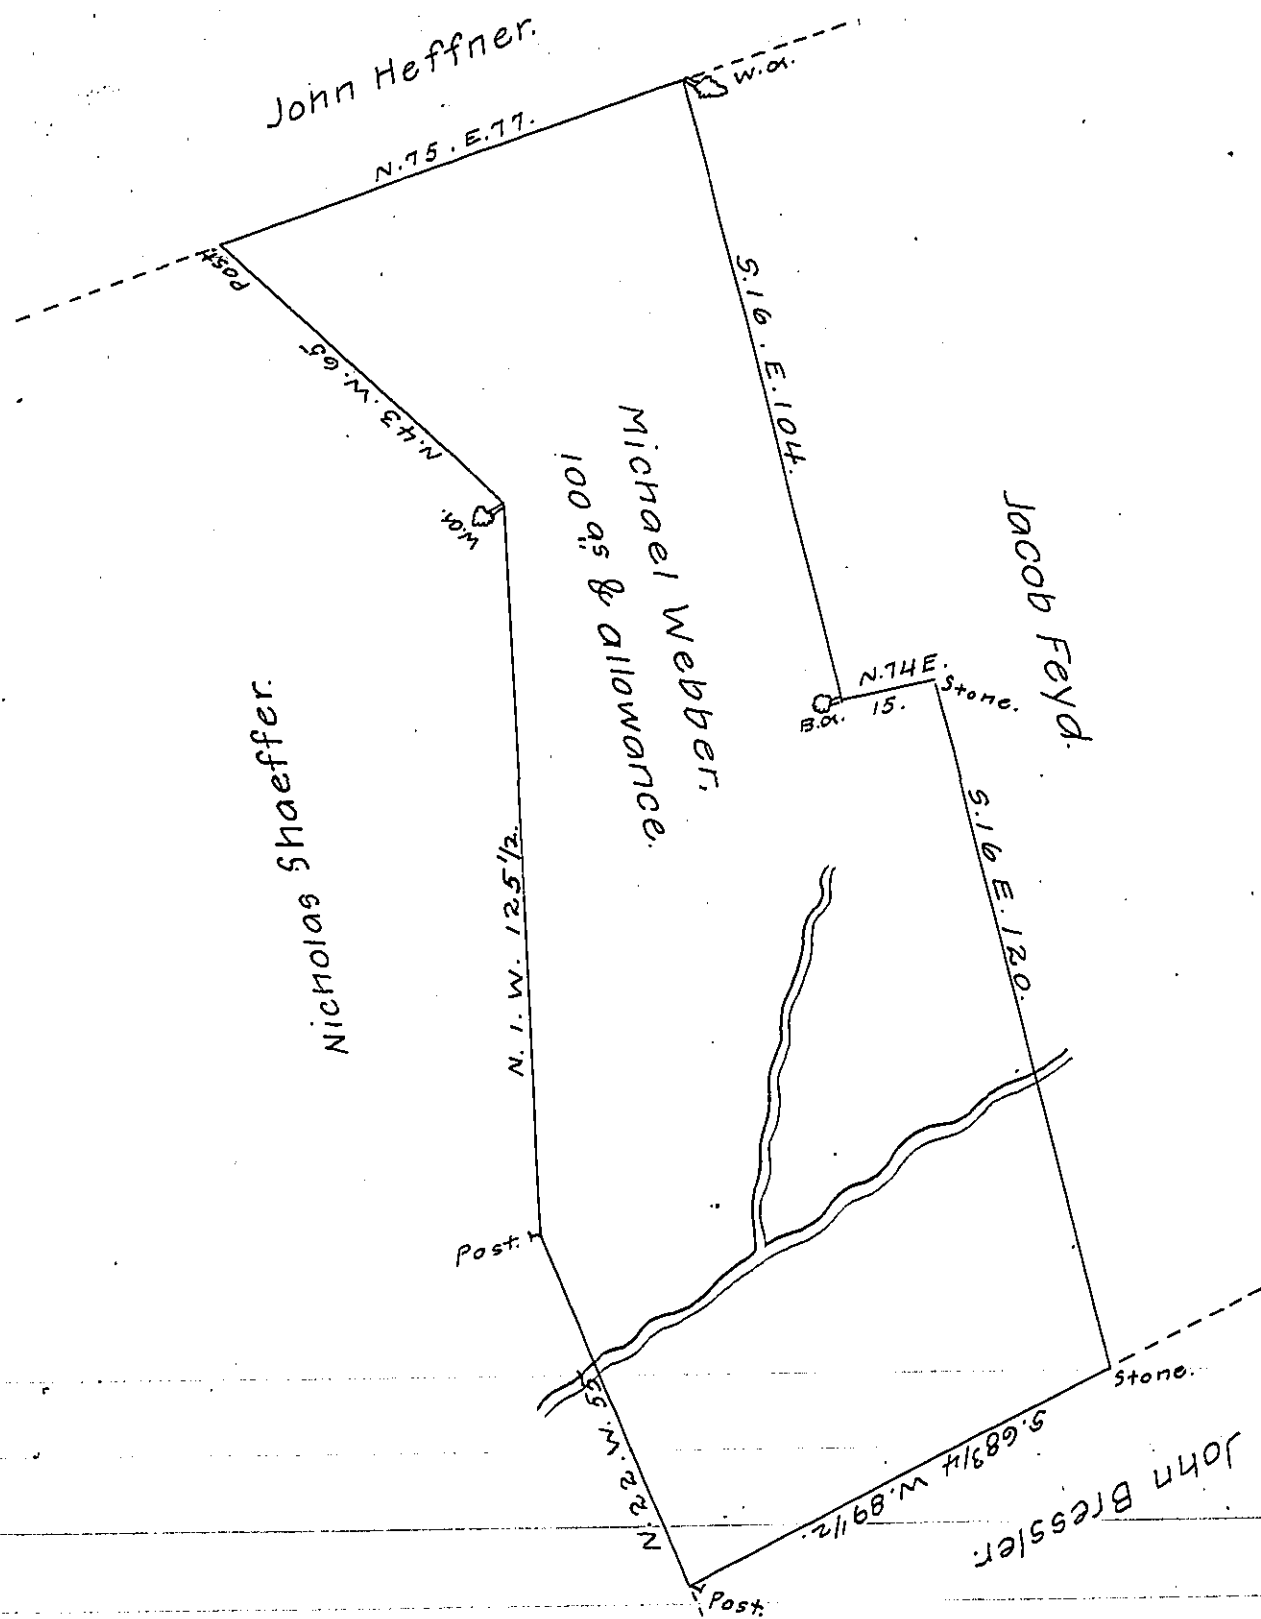 John Heffner.
W.O.
N.75.E.77.
Post.
N.43.W.65
W.O.
S.16.E.104.
Michael Webber.
100 as & allowance.
Jacob Feyd.
N.74E.
15.
Stone.
B.O.
S.16 E.120.
Nicholas Shaeffer.
N.1.W. 125 1/2.
Post.
N.22.W.
Stone.
S.68 3/4 W.89 1/2.
John Bressler.
Post.